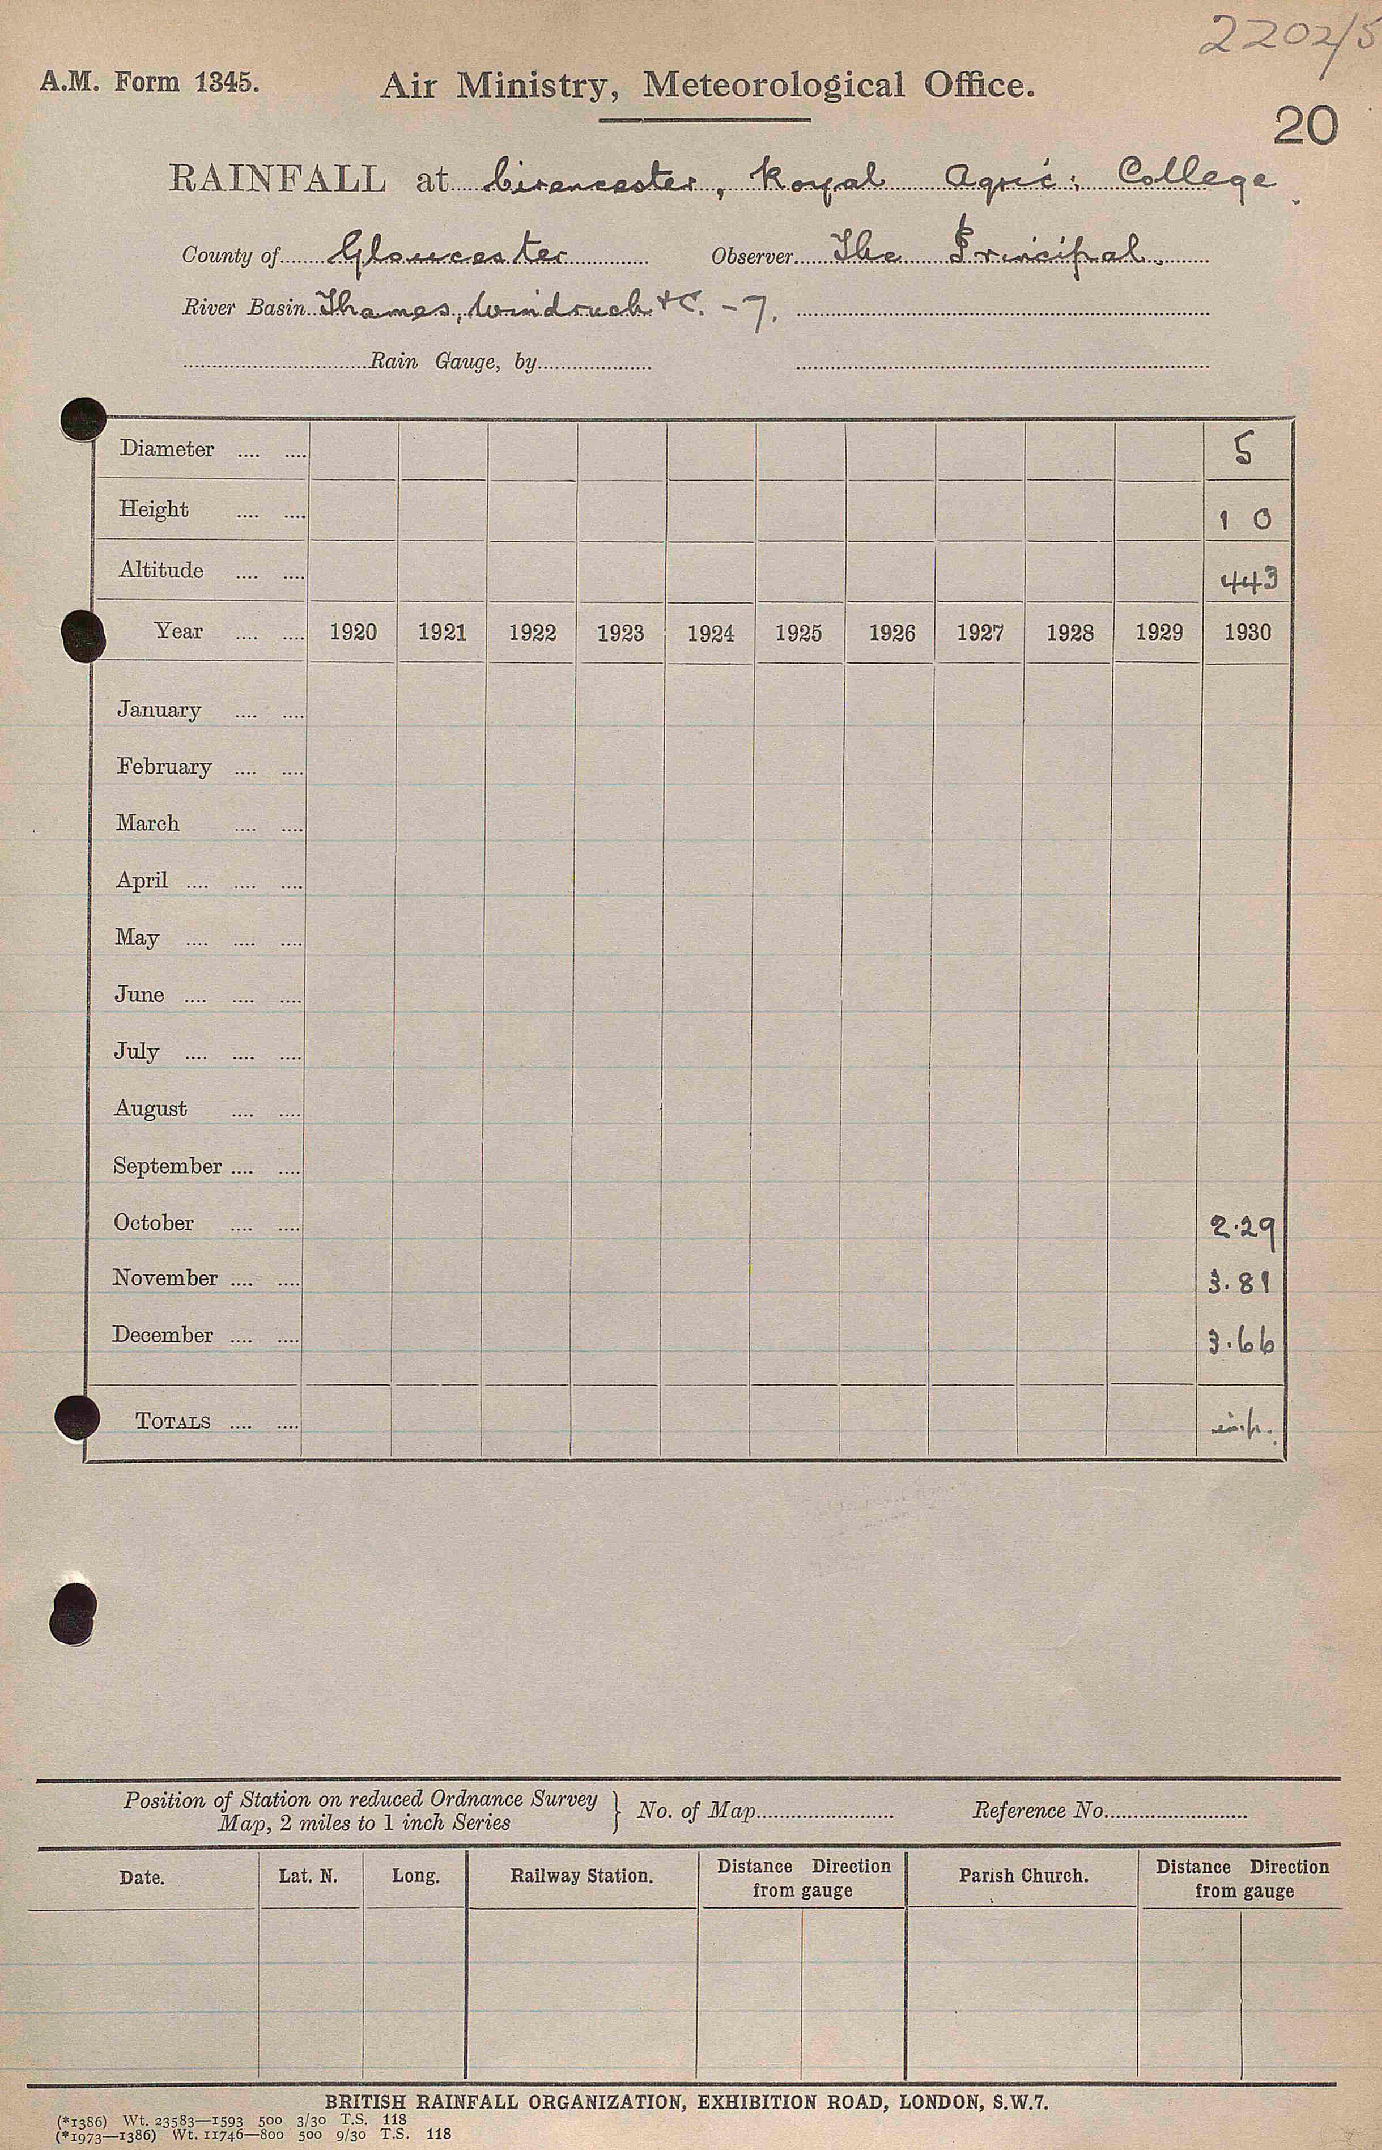 2202/5
A.M. Form 1345. Air Ministry, Meteorological Office.
20
RAINFALL at Cirencester, Royal Agric: College.
County of Gloucester Observer The Principal.
River Basin Thames, Windrush &c. - 7.
Rain Gauge, by
Diameter .... .... 5
Height .... .... 1 0
Altitude .... .... 443
Year .... .... 1920 1921 1922 1923 1924 1925 1926 1927 1928 1929 1930
January .... ....
February .... ....
March .... ....
April .... .... ....
May .... .... ....
June .... .... ....
July .... .... ....
August .... ....
September .... ....
October .... .... 2.29
November .... .... 3.81
December .... .... 3.66
TOTALS .... ....
Position of Station on reduced Ordnance Survey
Map, 2 miles to 1 inch Series } No. of Map Reference No.
Date. Lat. N. Long. Railway Station. Distance Direction from gauge Parish Church. Distance Direction from gauge
BRITISH RAINFALL ORGANIZATION, EXHIBITION ROAD, LONDON, S.W.7.
(*1386) Wt. 23583—1593 500 3/30 T.S. 118
(*1973—1386) Wt. 11746—800 500 9/30 T.S. 118